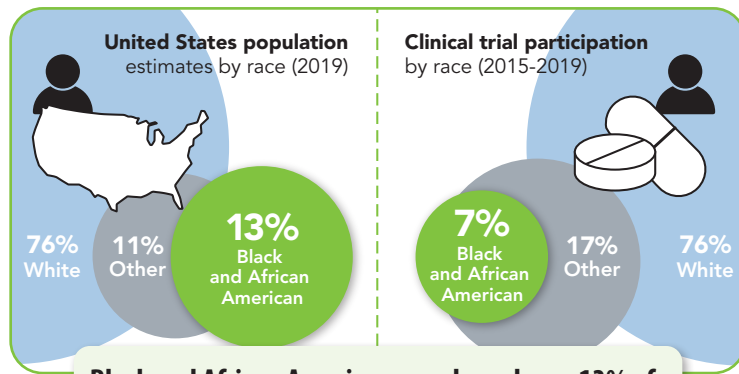 United States population
estimates by race (2019)
76%
White
11%
Other
13%
Black
and African
American
Clinical trial participation
by race (2015-2019)
7%
Black
and African
American
17%
Other
76%
White